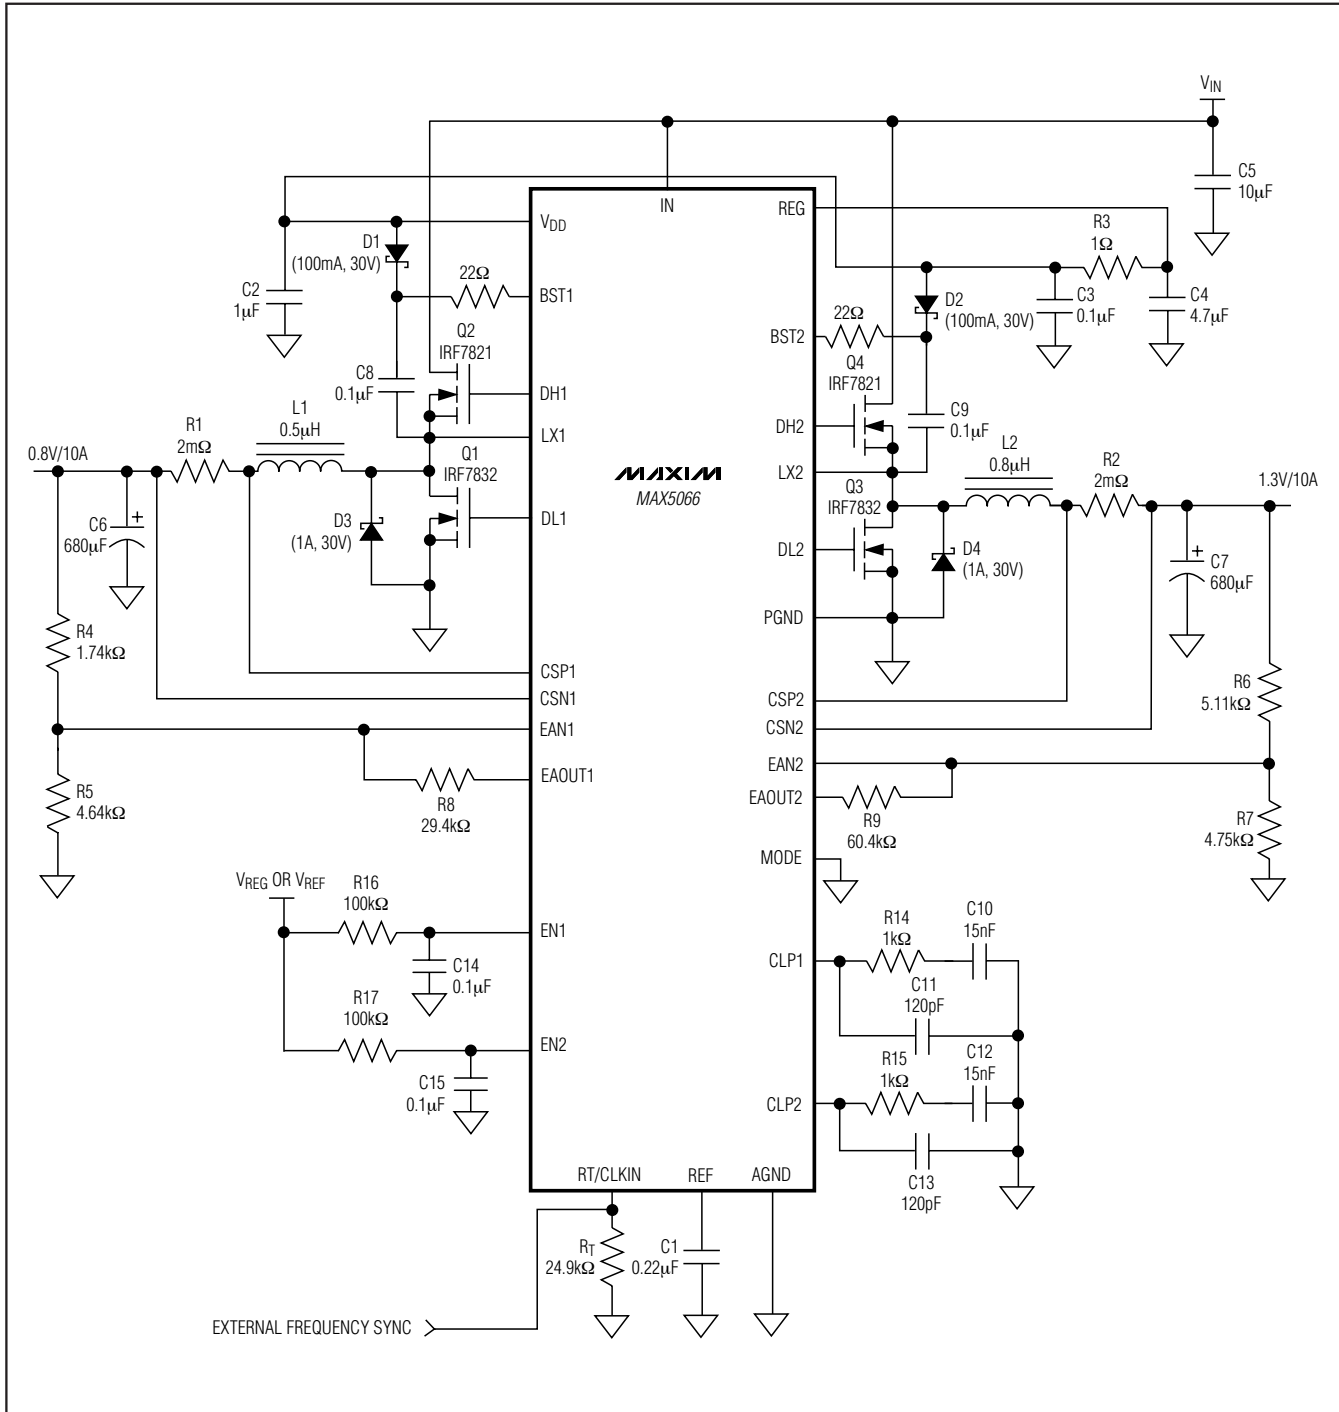 VIN
C5
10μF
IN
REG
VDD
D1
(100mA, 30V)
22Ω
BST1
C2
1μF
Q2
IRF7821
C8
0.1μF
DH1
LX1
L1
0.5μH
R1
2mΩ
0.8V/10A
Q1
IRF7832
DL1
C6
680μF
+
D3
(1A, 30V)
R4
1.74kΩ
CSP1
CSN1
EAN1
EAOUT1
R5
4.64kΩ
R8
29.4kΩ
VREG OR VREF
R16
100kΩ
EN1
C14
0.1μF
R17
100kΩ
EN2
C15
0.1μF
MAXIM
MAX5066
R3
1Ω
D2
(100mA, 30V)
C3
0.1μF
C4
4.7μF
22Ω
BST2
Q4
IRF7821
DH2
C9
0.1μF
LX2
L2
0.8μH
R2
2mΩ
1.3V/10A
Q3
IRF7832
DL2
D4
(1A, 30V)
+
C7
680μF
PGND
CSP2
CSN2
R6
5.11kΩ
EAN2
EAOUT2
R9
60.4kΩ
R7
4.75kΩ
MODE
CLP1
R14
1kΩ
C10
15nF
C11
120pF
R15
1kΩ
C12
15nF
CLP2
C13
120pF
RT/CLKIN
REF
AGND
RT
24.9kΩ
C1
0.22μF
EXTERNAL FREQUENCY SYNC